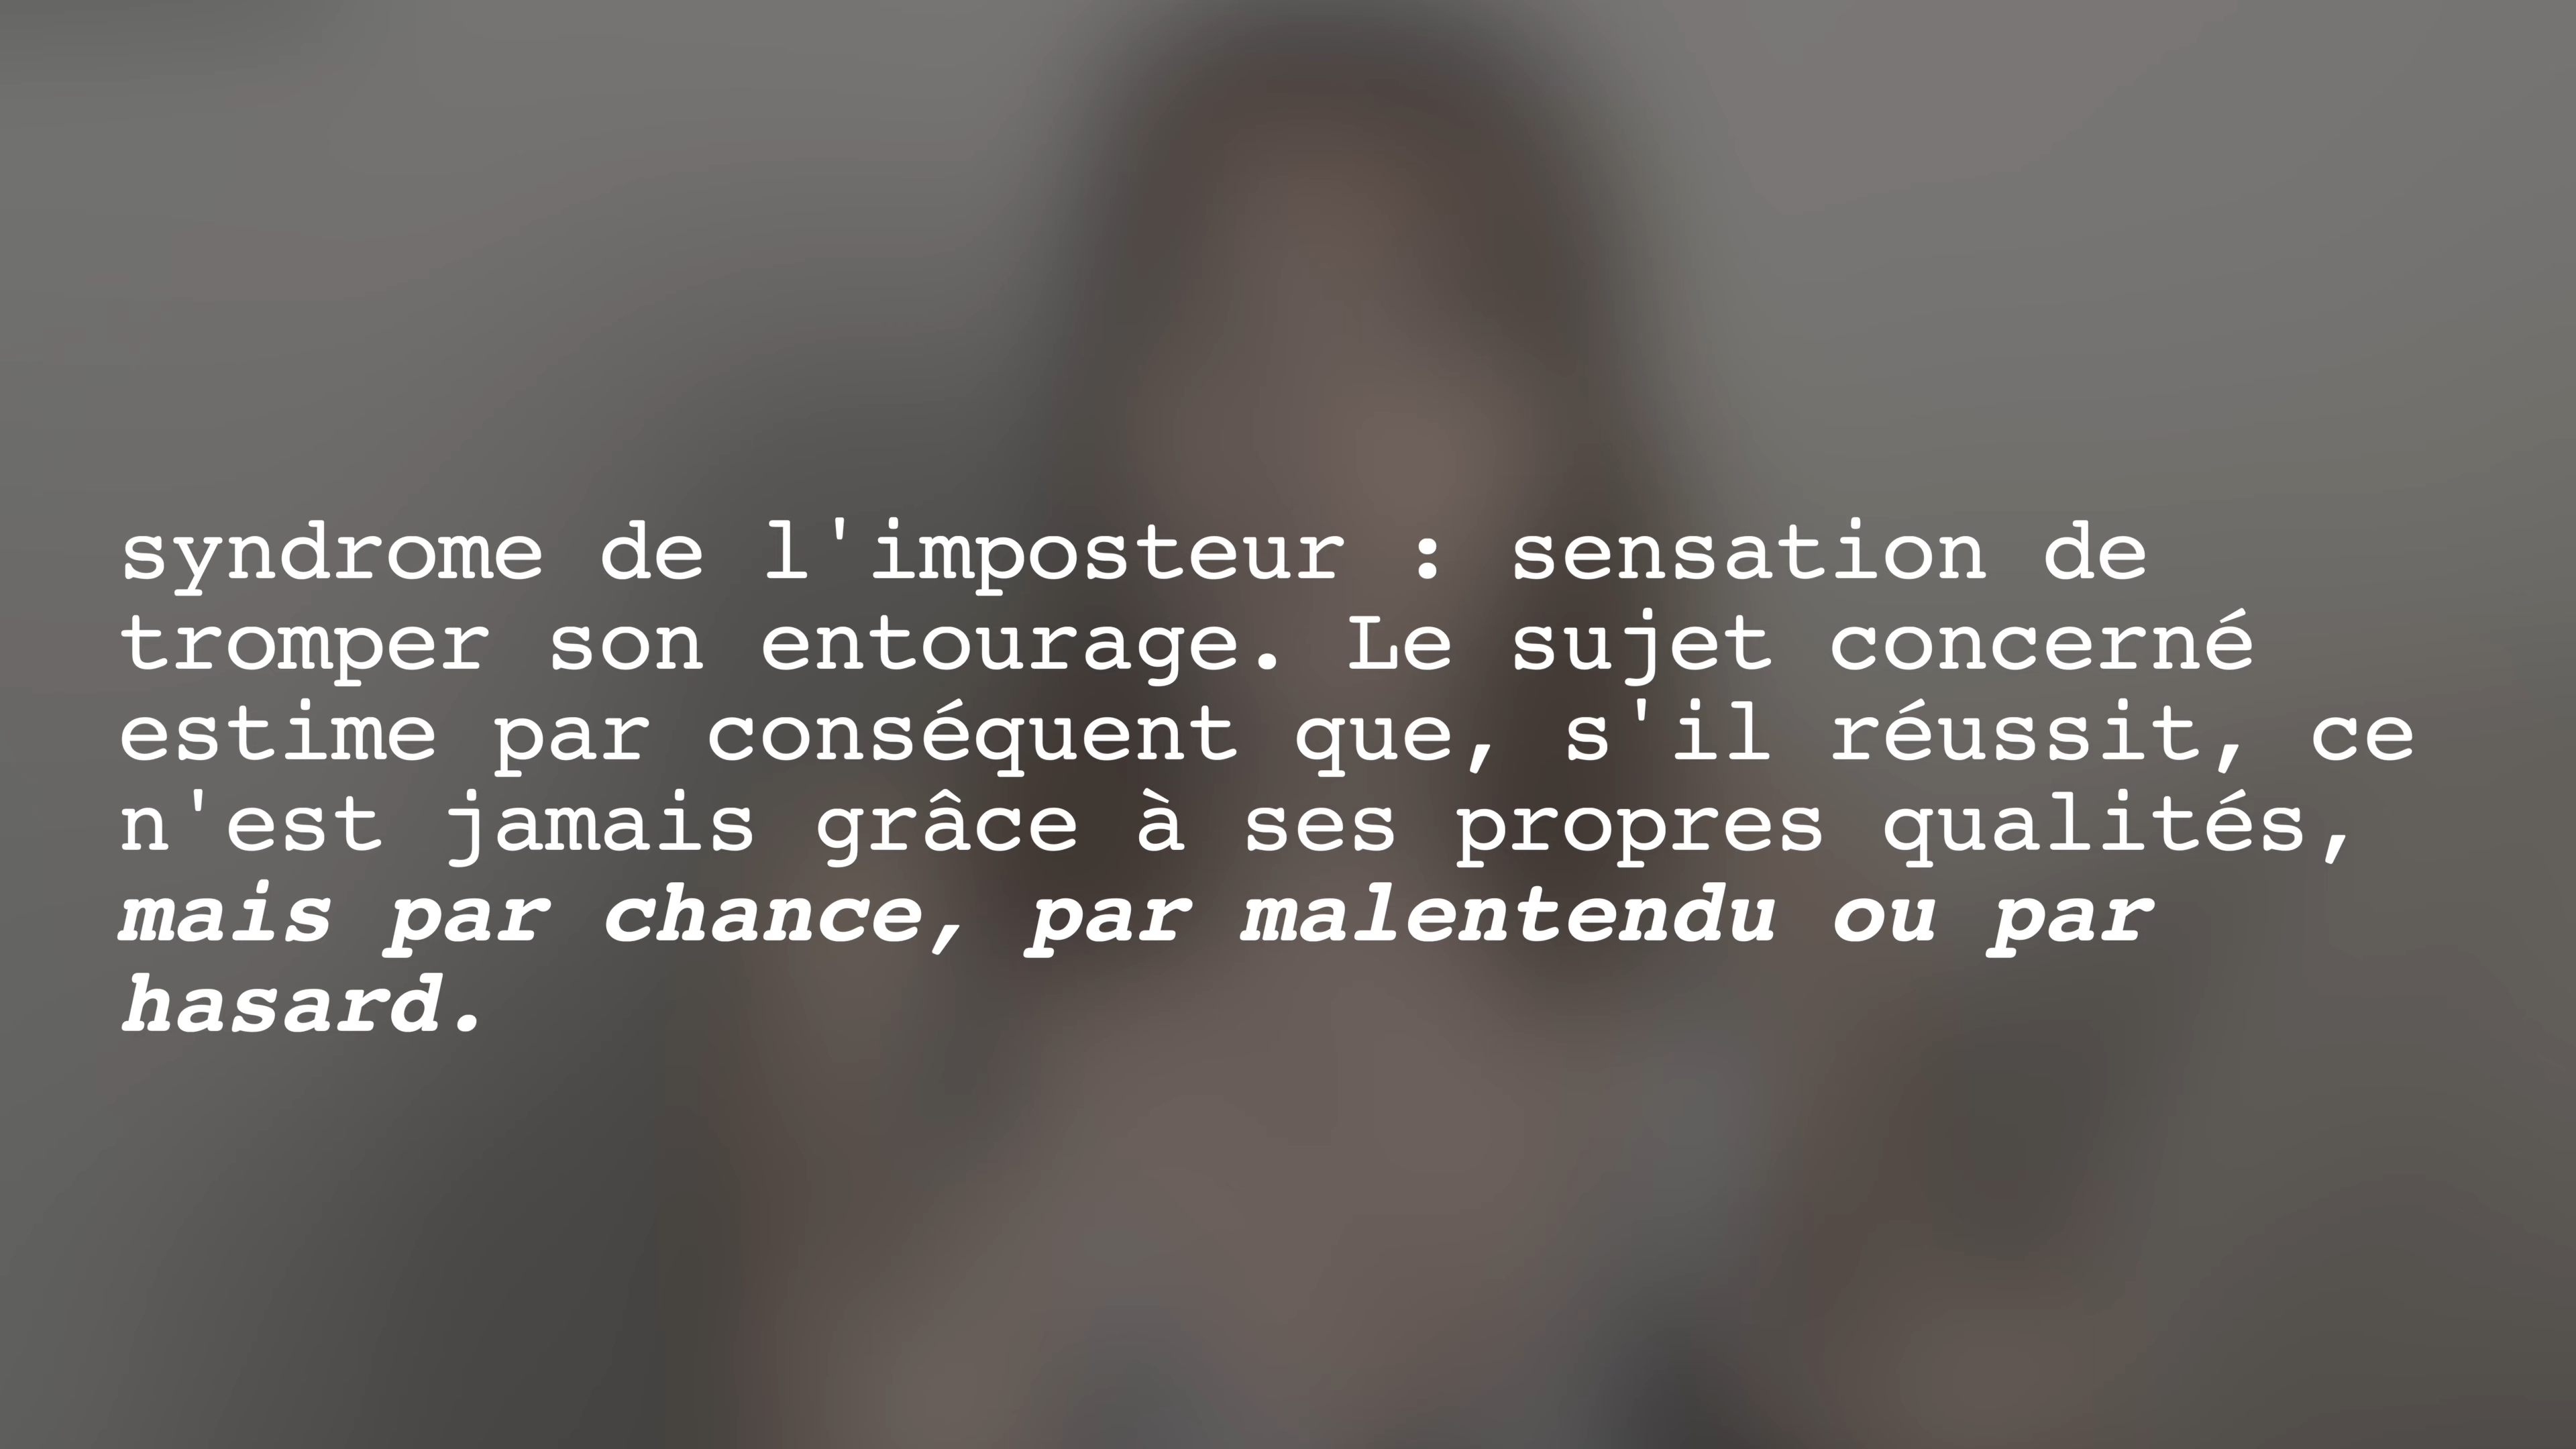 syndrome de l'imposteur : sensation de
tromper son entourage. Le sujet concerné
estime par conséquent que, s'il réussit, ce
n'est jamais grâce à ses propres qualités,
mais par chance, par malentendu ou par
hasard.